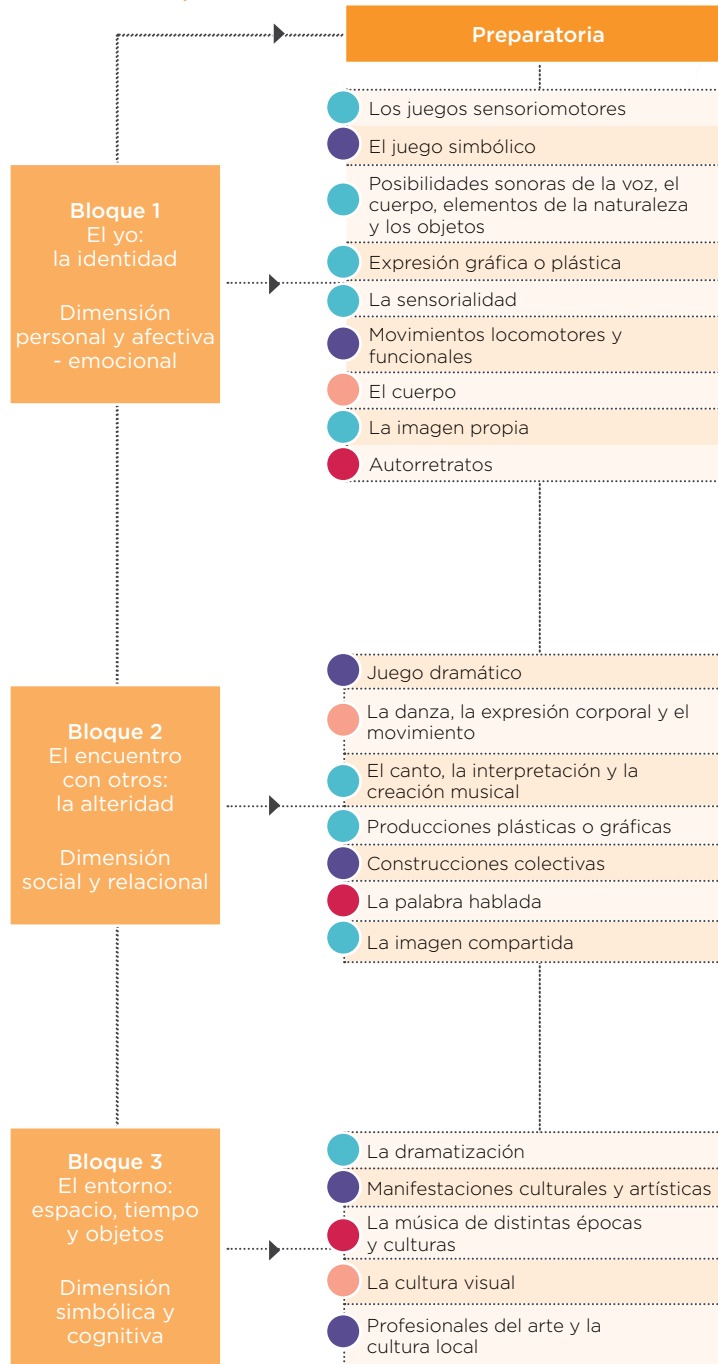 Preparatoria
Bloque 1
El yo:
la identidad
Dimensión
personal y afectiva
- emocional
Los juegos sensoriomotores
El juego simbólico
Posibilidades sonoras de la voz, el
cuerpo, elementos de la naturaleza
y los objetos
Expresión gráfica o plástica
La sensorialidad
Movimientos locomotores y
funcionales
El cuerpo
La imagen propia
Autorretratos
Bloque 2
El encuentro
con otros:
la alteridad
Dimensión
social y relacional
Juego dramático
La danza, la expresión corporal y el
movimiento
El canto, la interpretación y la
creación musical
Producciones plásticas o gráficas
Construcciones colectivas
La palabra hablada
La imagen compartida
Bloque 3
El entorno:
espacio, tiempo
y objetos
Dimensión
simbólica y
cognitiva
La dramatización
Manifestaciones culturales y artísticas
La música de distintas épocas
y culturas
La cultura visual
Profesionales del arte y la
cultura local